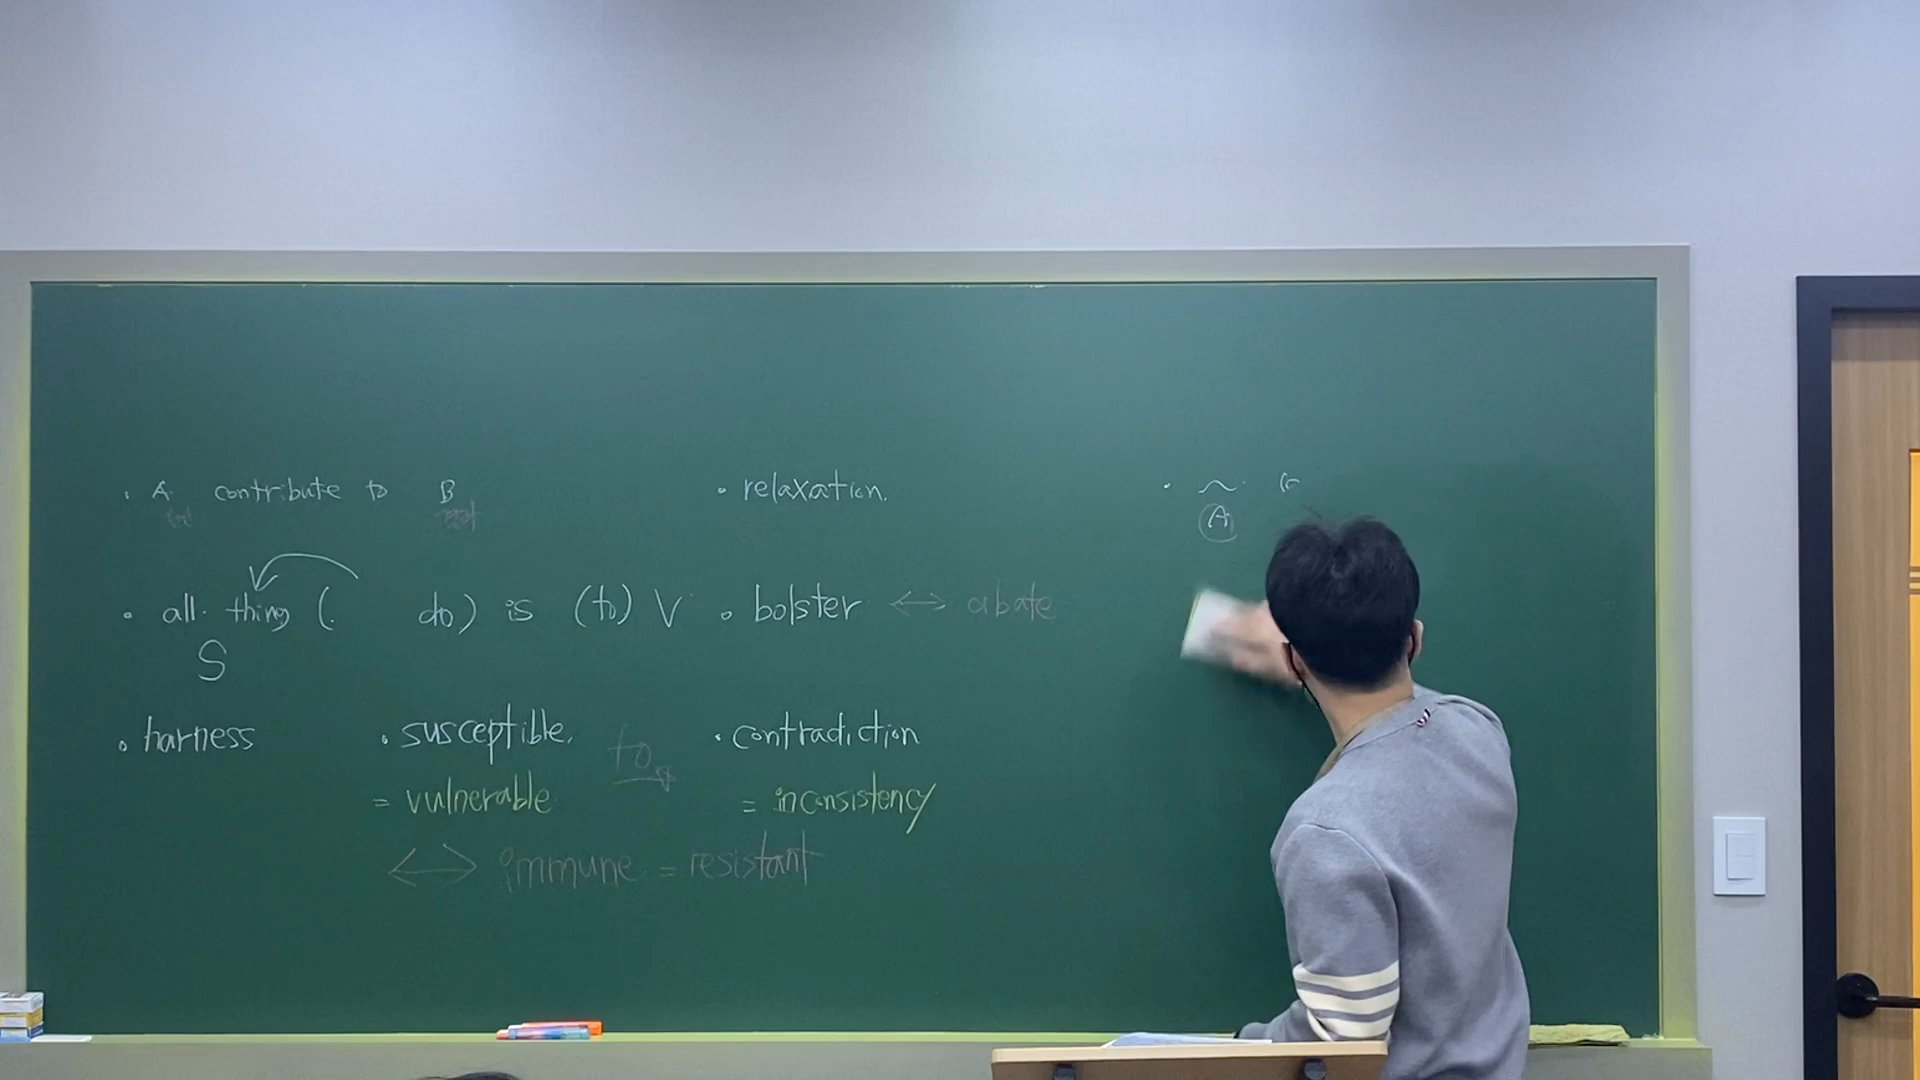 · A contribute to B
· all thing ( do) is (to) V
S
· harness
· susceptible. to
= vulnerable
↔ immune = resistant
· relaxation.
· bolster ↔ abate
· contradiction
= inconsistency
· ~
A